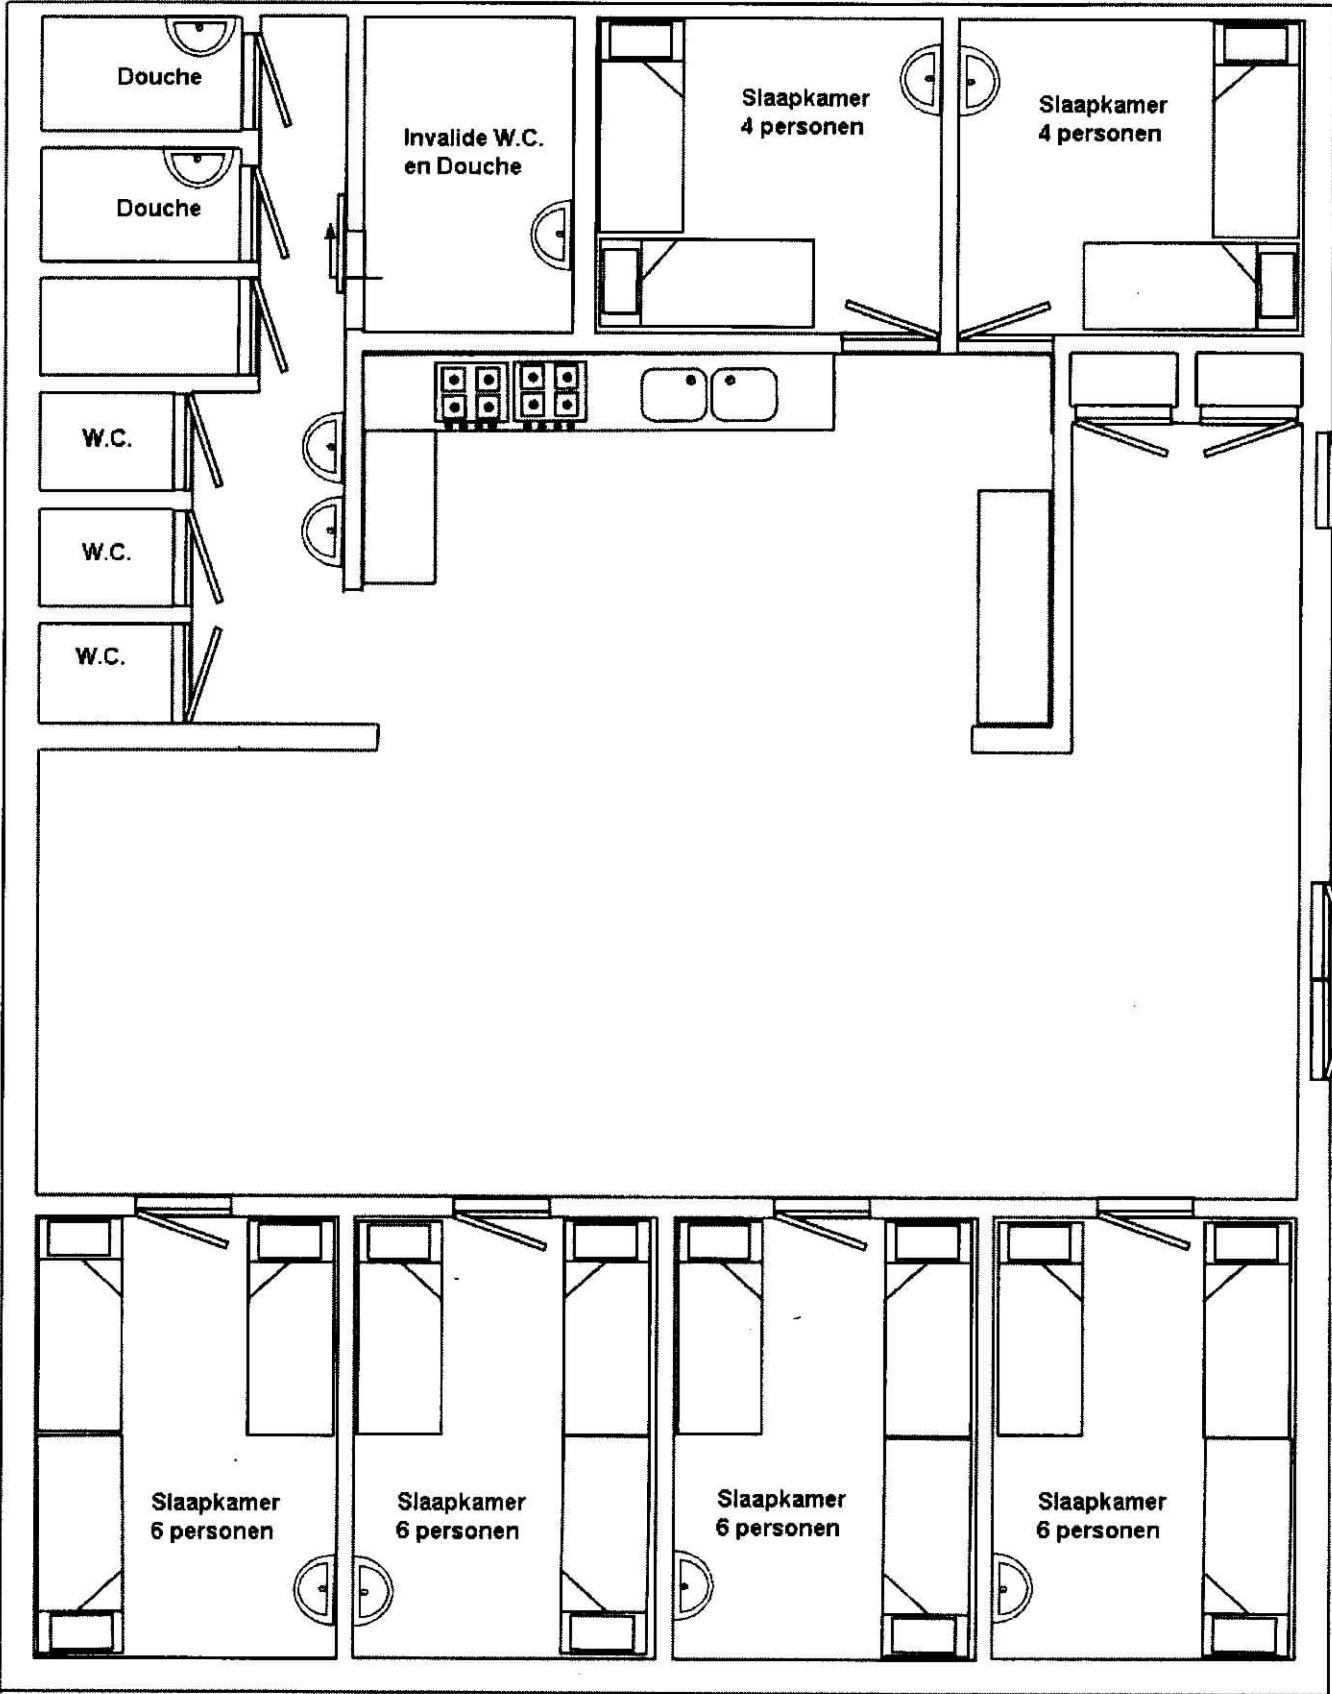 Douche
Douche
Invalide W.C.
en Douche
Slaapkamer
4 personen
Slaapkamer
4 personen
W.C.
W.C.
W.C.
Slaapkamer
6 personen
Slaapkamer
6 personen
Slaapkamer
6 personen
Slaapkamer
6 personen